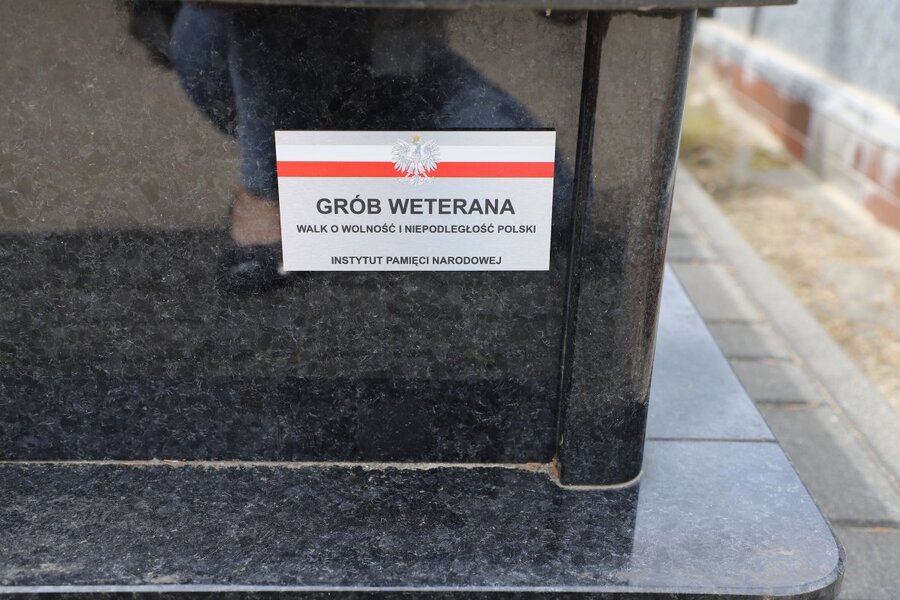 GRÓB WETERANA
WALK O WOLNOŚĆ I NIEPODLEGŁOŚĆ POLSKI
INSTYTUT PAMIĘCI NARODOWEJ